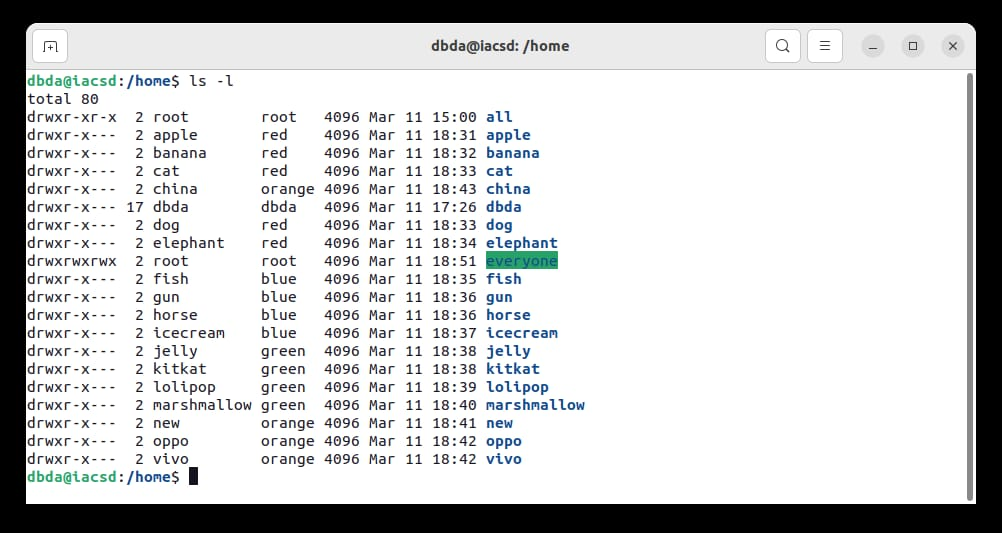 dbda@iacsd: /home
dbda@iacsd:/home$ ls -l
total 80
drwxr-xr-x  2 root        root   4096 Mar 11 15:00 all
drwxr-x---  2 apple       red    4096 Mar 11 18:31 apple
drwxr-x---  2 banana      red    4096 Mar 11 18:32 banana
drwxr-x---  2 cat         red    4096 Mar 11 18:33 cat
drwxr-x---  2 china       orange 4096 Mar 11 18:43 china
drwxr-x--- 17 dbda        dbda   4096 Mar 11 17:26 dbda
drwxr-x---  2 dog         red    4096 Mar 11 18:33 dog
drwxr-x---  2 elephant    red    4096 Mar 11 18:34 elephant
drwxrwxrwx  2 root        root   4096 Mar 11 18:51 everyone
drwxr-x---  2 fish        blue   4096 Mar 11 18:35 fish
drwxr-x---  2 gun         blue   4096 Mar 11 18:36 gun
drwxr-x---  2 horse       blue   4096 Mar 11 18:36 horse
drwxr-x---  2 icecream    blue   4096 Mar 11 18:37 icecream
drwxr-x---  2 jelly       green  4096 Mar 11 18:38 jelly
drwxr-x---  2 kitkat      green  4096 Mar 11 18:38 kitkat
drwxr-x---  2 lolipop     green  4096 Mar 11 18:39 lolipop
drwxr-x---  2 marshmallow green  4096 Mar 11 18:40 marshmallow
drwxr-x---  2 new         orange 4096 Mar 11 18:41 new
drwxr-x---  2 oppo        orange 4096 Mar 11 18:42 oppo
drwxr-x---  2 vivo        orange 4096 Mar 11 18:42 vivo
dbda@iacsd:/home$